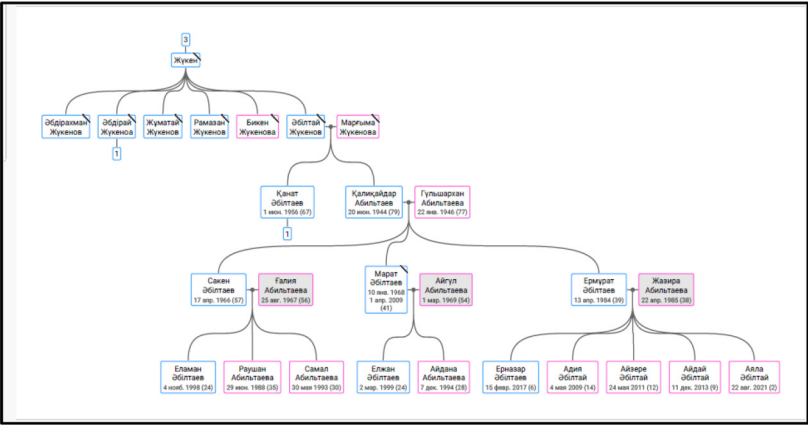 3
Жүкен
Әбдірахман
Жүкенов
Әбдірай
Жүкеноа
Жұматай
Жүкенов
Рамазан
Жүкенов
Бикен
Жүкенова
Әбілтай
Жүкенов
Марғыма
Жүкенова
1
Қанат
Әбілтаев
1 июн. 1956 (67)
Қалиқайдар
Абильтаев
20 июн. 1944 (79)
Гүльшархан
Абильтаева
22 янв. 1946 (77)
1
Сакен
Әбілтаев
17 апр. 1966 (57)
Ғалия
Абильтаева
25 авг. 1967 (56)
Марат
Әбілтаев
10 янв. 1968
1 апр. 2009
(41)
Айгүл
Абильтаева
1 мар. 1969 (54)
Ермұрат
Әбілтаев
13 апр. 1984 (39)
Жазира
Абильтаева
22 апр. 1985 (38)
Еламан
Әбілтаев
4 нояб. 1998 (24)
Раушан
Абильтаева
29 июн. 1988 (35)
Самал
Абильтаева
30 мая 1993 (30)
Елжан
Әбілтаев
2 мар. 1999 (24)
Айдана
Абильтаева
7 дек. 1994 (28)
Ерназар
Әбілтаев
15 февр. 2017 (6)
Адия
Әбілтай
4 мая 2009 (14)
Айзере
Әбілтай
24 мая 2011 (12)
Айдай
Әбілтай
11 дек. 2013 (9)
Аяла
Әбілтай
22 авг. 2021 (2)